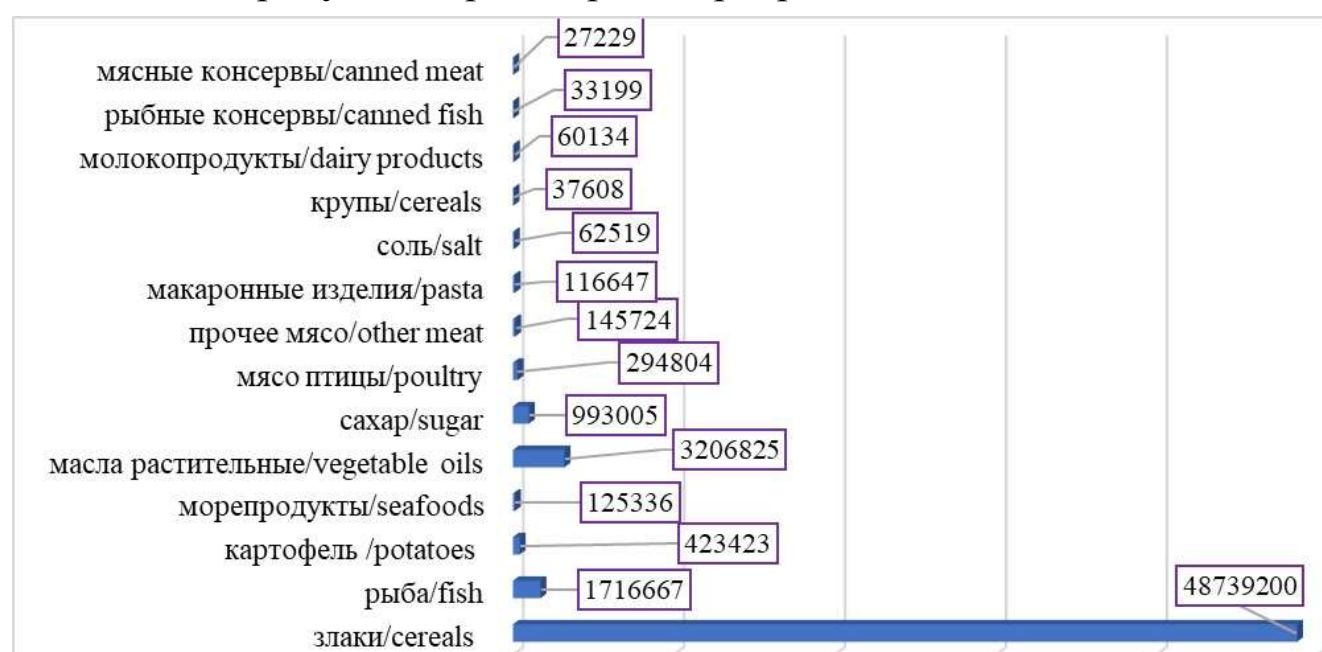 27229
мясные консервы/canned meat
33199
рыбные консервы/canned fish
60134
молокопродукты/dairy products
37608
крупы/cereals
62519
соль/salt
116647
макаронные изделия/pasta
145724
прочее мясо/other meat
294804
мясо птицы/poultry
993005
сахар/sugar
3206825
масла растительные/vegetable oils
125336
морепродукты/seafoods
423423
картофель /potatoes
1716667
рыба/fish
48739200
злаки/cereals